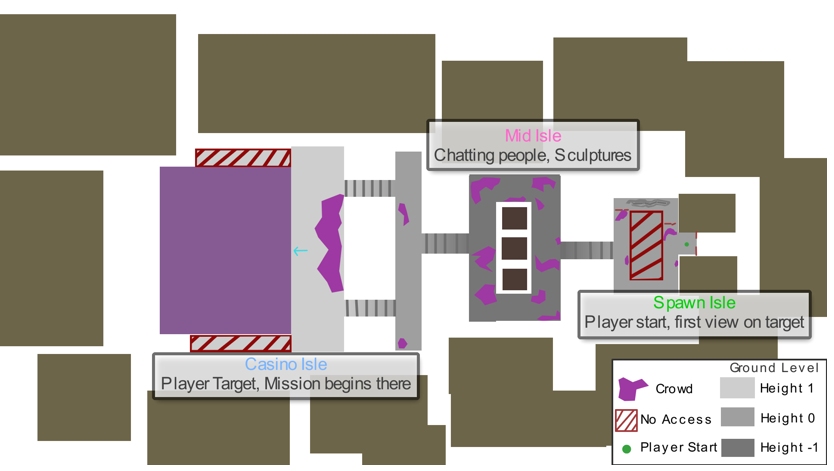 Mid Isle
Chatting people, Sculptures
Spawn Isle
Player start, first view on target
Casino Isle
Player Target, Mission begins there
Ground Level
Crowd
Height 1
No Access
Height 0
Player Start
Height -1